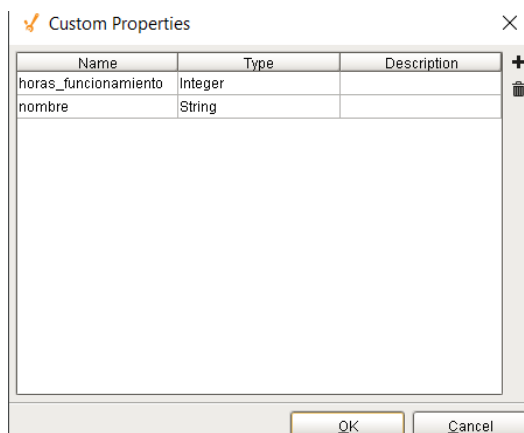 Custom Properties
Name Type Description
horas_funcionamiento Integer
nombre String
OK Cancel